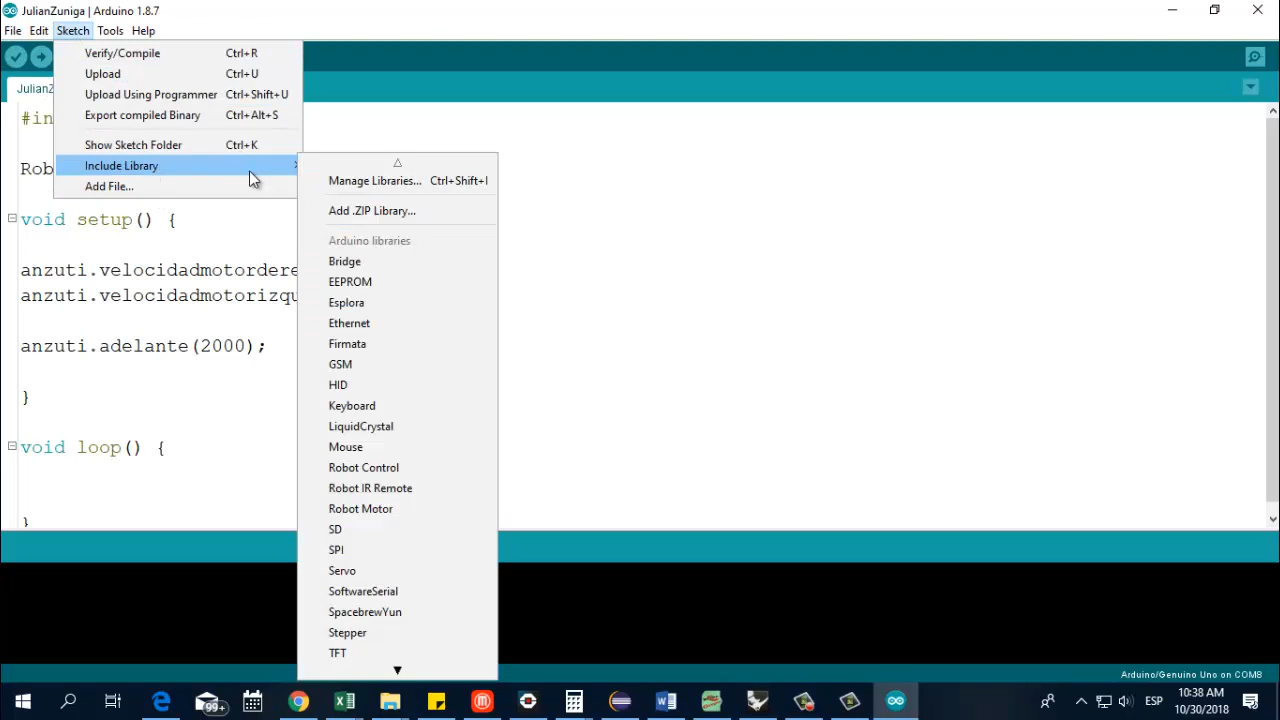 JulianZuniga | Arduino 1.8.7
File Edit Sketch Tools Help
Verify/Compile Ctrl+R
Upload Ctrl+U
Upload Using Programmer Ctrl+Shift+U
Export compiled Binary Ctrl+Alt+S
Show Sketch Folder Ctrl+K
Include Library
Add File...
JulianZ
#in
Rob
void setup() {
anzuti.velocidadmotordere
anzuti.velocidadmotorizqu
anzuti.adelante(2000);
}
void loop() {
}
Manage Libraries... Ctrl+Shift+I
Add .ZIP Library...
Arduino libraries
Bridge
EEPROM
Esplora
Ethernet
Firmata
GSM
HID
Keyboard
LiquidCrystal
Mouse
Robot Control
Robot IR Remote
Robot Motor
SD
SPI
Servo
SoftwareSerial
SpacebrewYun
Stepper
TFT
Arduino/Genuino Uno on COM8
99+
ESP
10:38 AM
10/30/2018